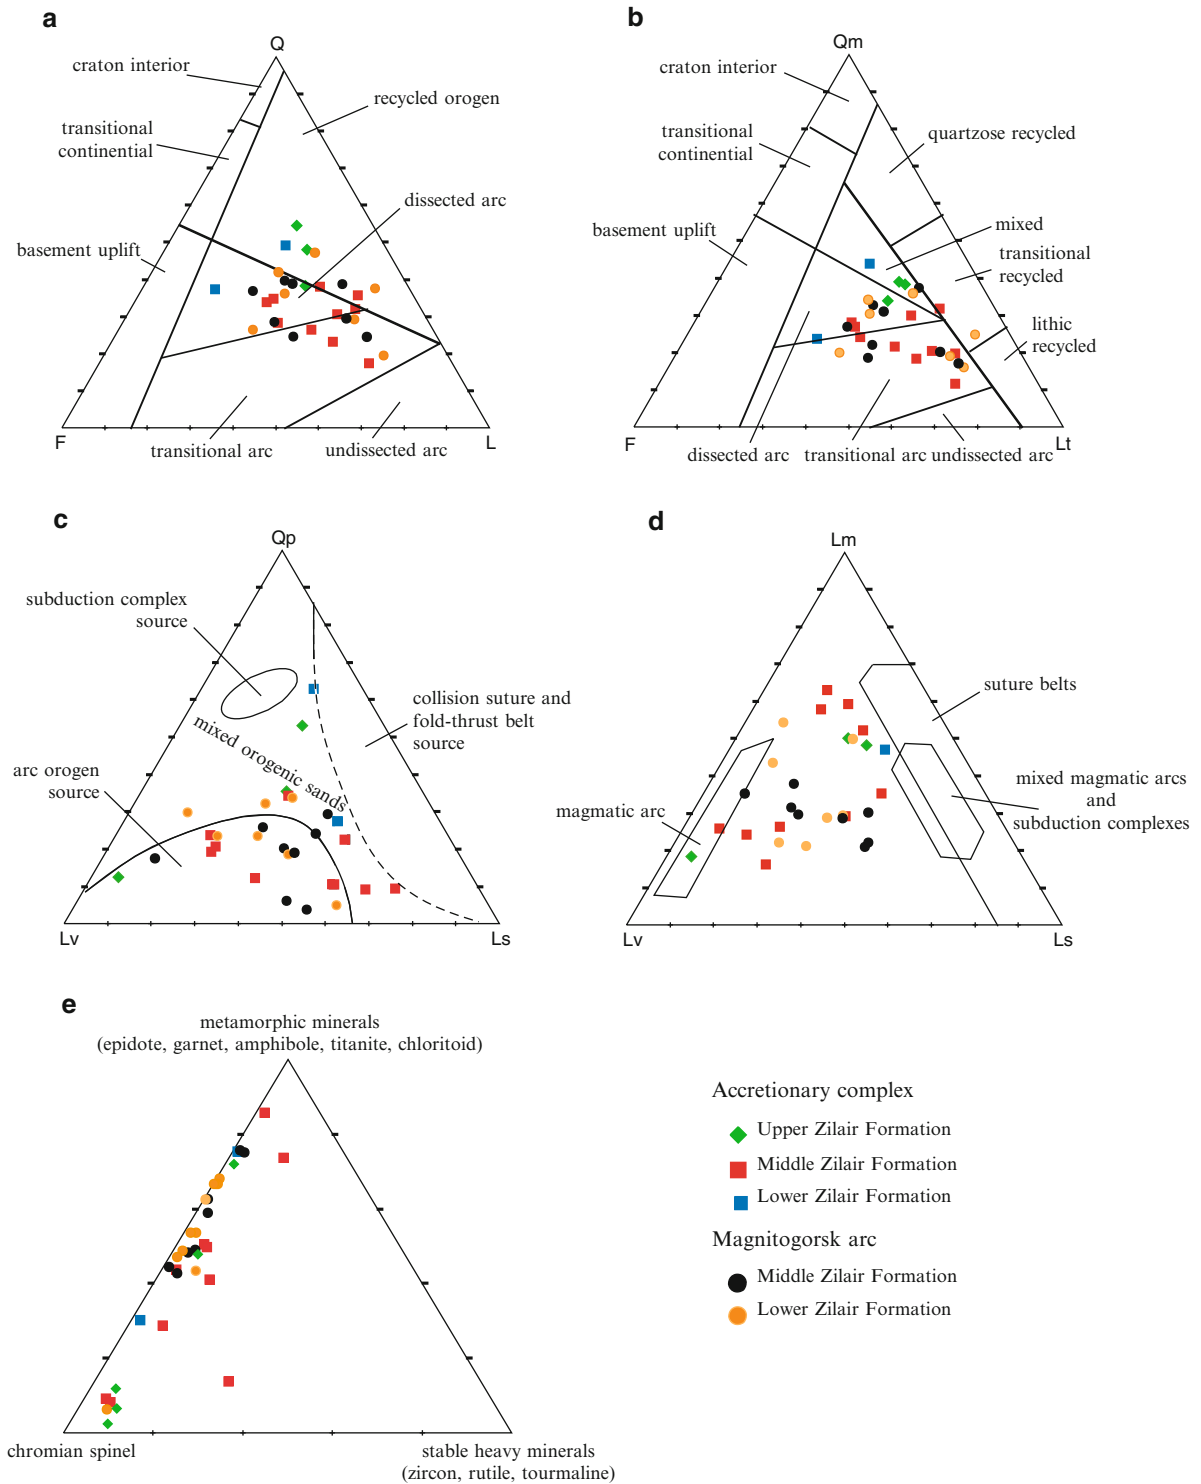 a
Q
craton interior
recycled orogen
transitional
continential
dissected arc
basement uplift
F
L
transitional arc
undissected arc
b
Qm
craton interior
quartzose recycled
transitional
continential
mixed
basement uplift
transitional
recycled
lithic
recycled
F
Lt
dissected arc
transitional arc
undissected arc
c
Qp
subduction complex
source
collision suture and
fold-thrust belt
source
mixed orogenic sands
arc orogen
source
Lv
Ls
d
Lm
suture belts
mixed magmatic arcs
and
subduction complexes
magmatic arc
Lv
Ls
e
metamorphic minerals
(epidote, garnet, amphibole, titanite, chloritoid)
chromian spinel
stable heavy minerals
(zircon, rutile, tourmaline)
Accretionary complex
Upper Zilair Formation
Middle Zilair Formation
Lower Zilair Formation
Magnitogorsk arc
Middle Zilair Formation
Lower Zilair Formation